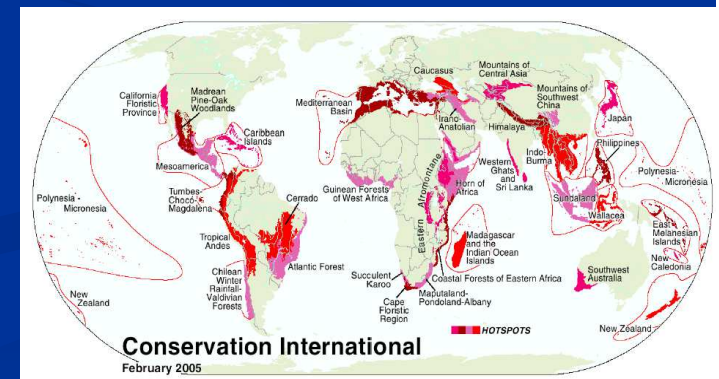 Caucasus
Mountains of
Central Asia
California
Floristic
Province
Madrean
Pine-Oak
Woodlands
Mediterranean
Basin
Mountains of
Southwest
China
Irano-
Anatolian
Himalaya
Japan
Caribbean
Islands
Philippines
Mesoamerica
Indo-
Burma
Western
Ghats
and
Sri Lanka
Polynesia -
Micronesia
Tumbes-
Chocó-
Magdalena
Cerrado
Guinean Forests
of West Africa
Eastern Afromontane
Horn of
Africa
Sundaland
Wallacea
Polynesia -
Micronesia
East
Melanesian
Islands
Tropical
Andes
Madagascar
and the
Indian Ocean
Islands
New
Caledonia
Atlantic Forest
Coastal Forests of Eastern Africa
Southwest
Australia
Chilean
Winter
Rainfall-
Valdivian
Forests
Succulent
Karoo
Cape
Floristic
Region
Maputaland-
Pondoland-Albany
New
Zealand
New Zealand
HOTSPOTS
Conservation International
February 2005